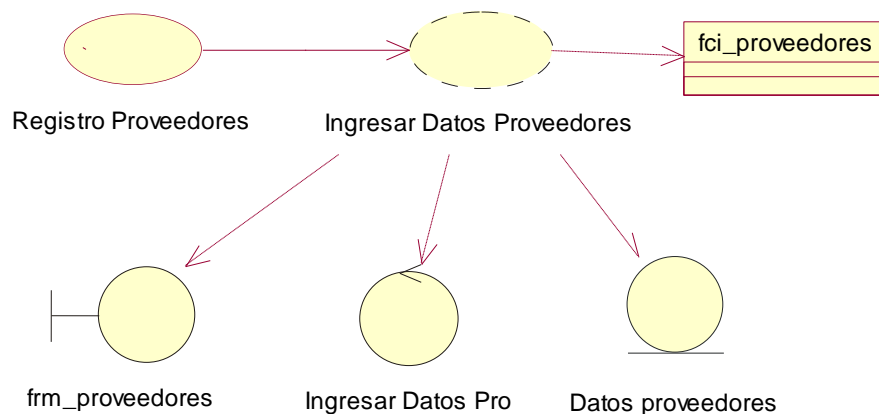 fci_proveedores
Registro Proveedores
Ingresar Datos Proveedores
frm_proveedores
Ingresar Datos Pro
Datos proveedores